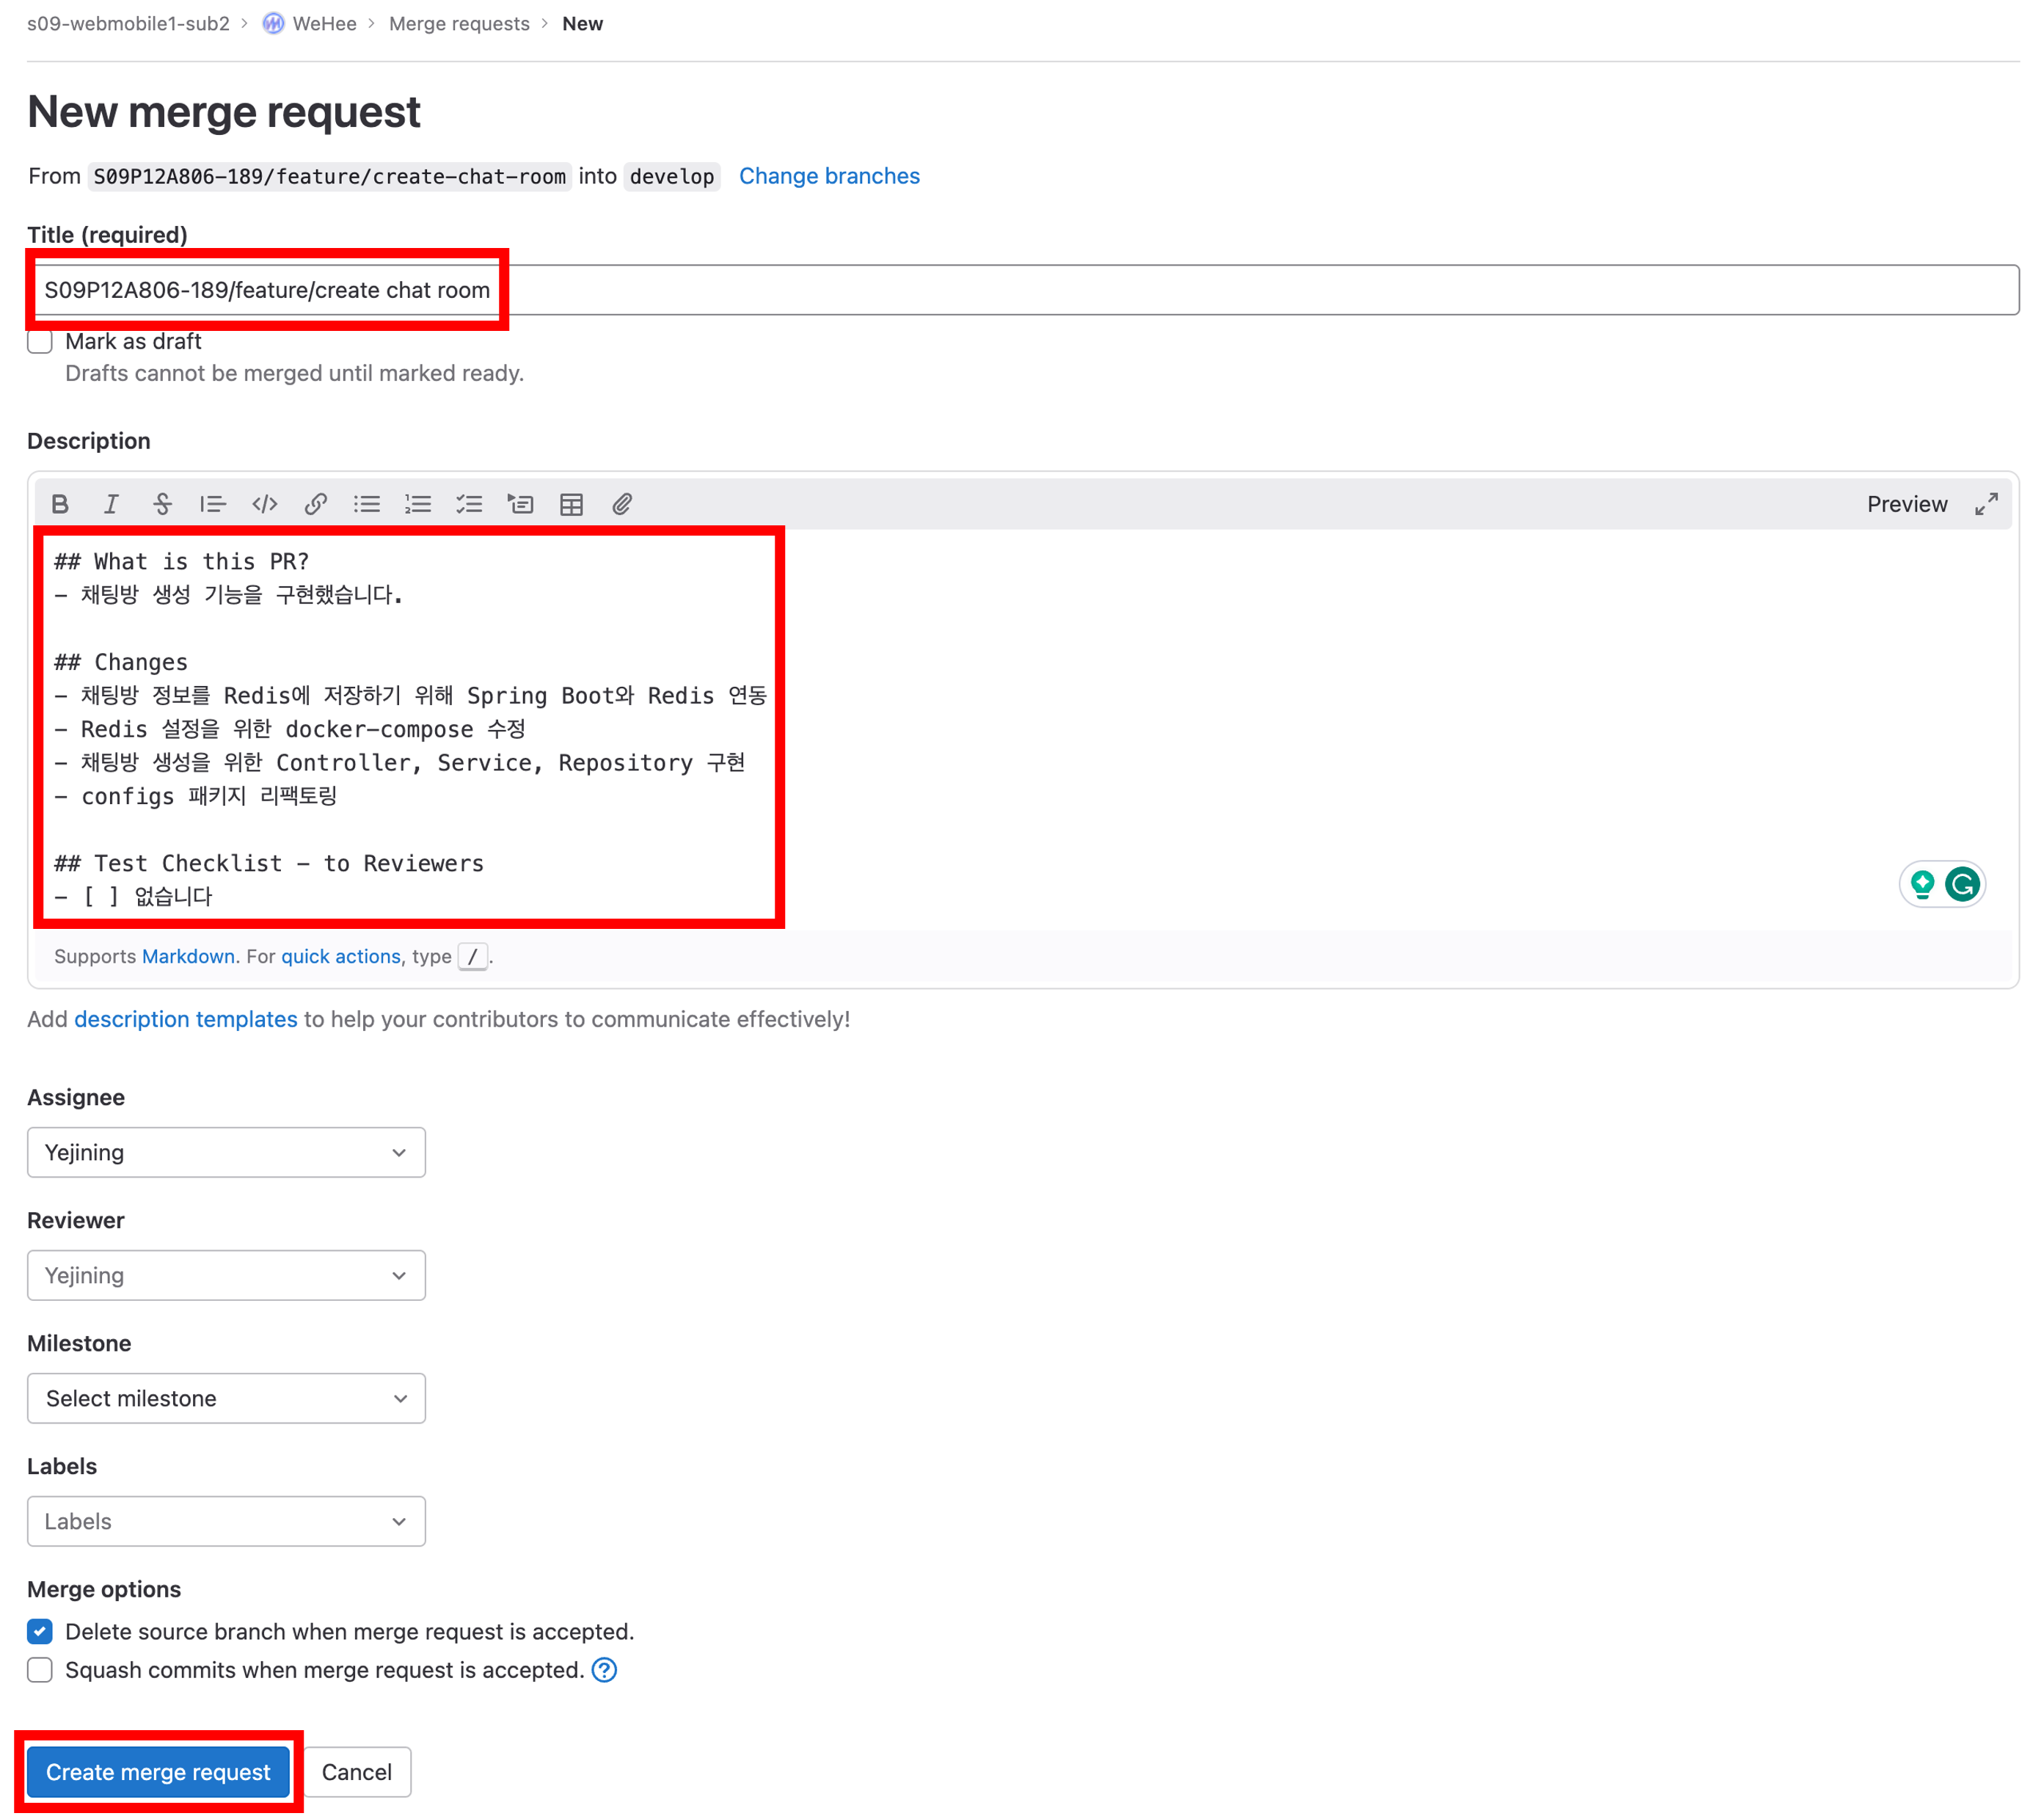 s09-webmobile1-sub2 > WeHee > Merge requests > New
New merge request
From S09P12A806-189/feature/create-chat-room into develop Change branches
Title (required)
S09P12A806-189/feature/create chat room
Mark as draft
Drafts cannot be merged until marked ready.
Description
Preview
## What is this PR?
- 채팅방 생성 기능을 구현했습니다.
## Changes
- 채팅방 정보를 Redis에 저장하기 위해 Spring Boot와 Redis 연동
- Redis 설정을 위한 docker-compose 수정
- 채팅방 생성을 위한 Controller, Service, Repository 구현
- configs 패키지 리팩토링
## Test Checklist - to Reviewers
- [ ] 없습니다
Supports Markdown. For quick actions, type /.
Add description templates to help your contributors to communicate effectively!
Assignee
Yejining
Reviewer
Yejining
Milestone
Select milestone
Labels
Labels
Merge options
Delete source branch when merge request is accepted.
Squash commits when merge request is accepted. ?
Create merge request Cancel